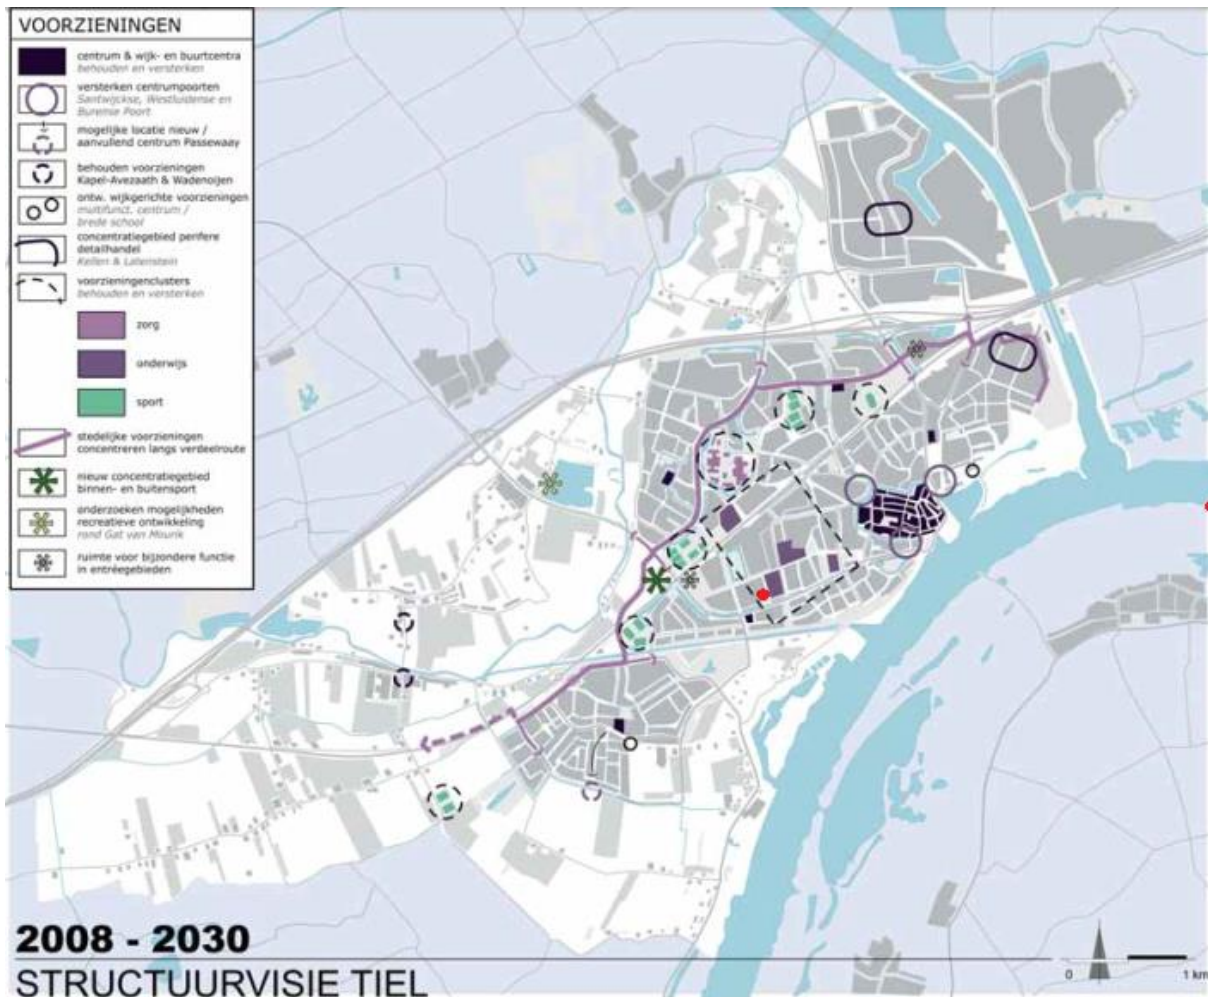 VOORZIENINGEN
centrum & wijk- en buurtcentra
behouden en versterken
versterken centrumpoorten
Santwijckse, Westluidense en
Burense Poort
mogelijke locatie nieuw /
aanvullend centrum Passewaay
behouden voorzieningen
Kapel-Avezaath & Wadenoijen
ontw. wijkgerichte voorzieningen
multifunct. centrum /
brede school
concentratiegebied perifere
detailhandel
Kellen & Latenstein
voorzieningenclusters
behouden en versterken
zorg
onderwijs
sport
stedelijke voorzieningen
concentreren langs verdeelroute
nieuw concentratiegebied
binnen- en buitensport
onderzoeken mogelijkheden
recreatieve ontwikkeling
rond Gat van Mourik
ruimte voor bijzondere functie
in entréegebieden
2008 - 2030
STRUCTUURVISIE TIEL
0 1 km